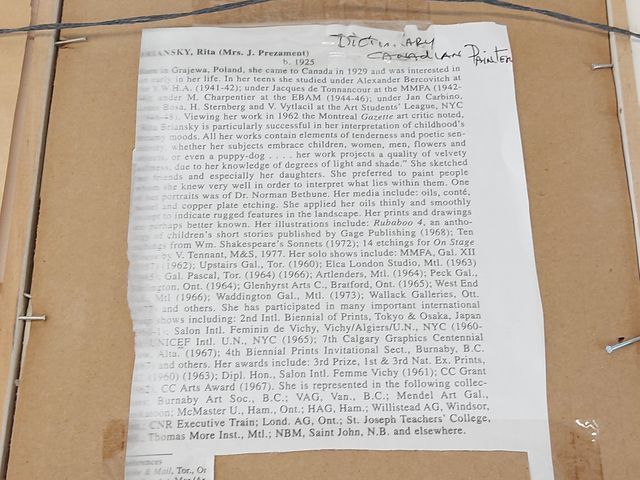 DICTIONARY
CANADIAN PAINTER
RIANSKY, Rita (Mrs. J. Prezament)
b. 1925
in Grajewa, Poland, she came to Canada in 1929 and was interested in
early in her life. In her teens she studied under Alexander Bercovitch at
W.H.A. (1941-42); under Jacques de Tonnancour at the MMFA (1942-
under M. Charpentier at the EBAM (1944-46); under Jan Carbino,
Bosa, H. Sternberg and V. Vytlacil at the Art Students' League, NYC
Viewing her work in 1962 the Montreal Gazette art critic noted,
Briansky is particularly successful in her interpretation of childhood's
moods. All her works contain elements of tenderness and poetic sen-
whether her subjects embrace children, women, men, flowers and
or even a puppy-dog . . . . her work projects a quality of velvety
due to her knowledge of degrees of light and shade." She sketched
friends and especially her daughters. She preferred to paint people
she knew very well in order to interpret what lies within them. One
portraits was of Dr. Norman Bethune. Her media include: oils, conté,
and copper plate etching. She applied her oils thinly and smoothly
to indicate rugged features in the landscape. Her prints and drawings
perhaps better known. Her illustrations include: Rubaboo 4, an antho-
of children's short stories published by Gage Publishing (1968); Ten
from Wm. Shakespeare's Sonnets (1972); 14 etchings for On Stage
by V. Tennant, M&S, 1977. Her solo shows include: MMFA, Gal. XII
(1962); Upstairs Gal., Tor. (1960); Elca London Studio, Mtl. (1963)
Gal. Pascal, Tor. (1964) (1966); Artlenders, Mtl. (1964); Peck Gal.,
Ont. (1964); Glenhyrst Arts C., Bratford, Ont. (1965); West End
Mtl (1966); Waddington Gal., Mtl. (1973); Wallack Galleries, Ott.
and others. She has participated in many important international
shows including: 2nd Intl. Biennial of Prints, Tokyo & Osaka, Japan
Salon Intl. Feminin de Vichy, Vichy/Algiers/U.N., NYC (1960-
UNICEF Intl. U.N., NYC (1965); 7th Calgary Graphics Centennial
Alta. (1967); 4th Biennial Prints Invitational Sect., Burnaby, B.C.
and others. Her awards include: 3rd Prize, 1st & 3rd Nat. Ex. Prints,
(1960) (1963); Dipl. Hon., Salon Intl. Femme Vichy (1961); CC Grant
CC Arts Award (1967). She is represented in the following collec-
Burnaby Art Soc., B.C.; VAG, Van., B.C.; Mendel Art Gal.,
McMaster U., Ham., Ont.; HAG, Ham.; Willistead AG, Windsor,
CNR Executive Train; Lond. AG, Ont.; St. Joseph Teachers' College,
Thomas More Inst., Mtl.; NBM, Saint John, N.B. and elsewhere.
References
& Mail, Tor., Or